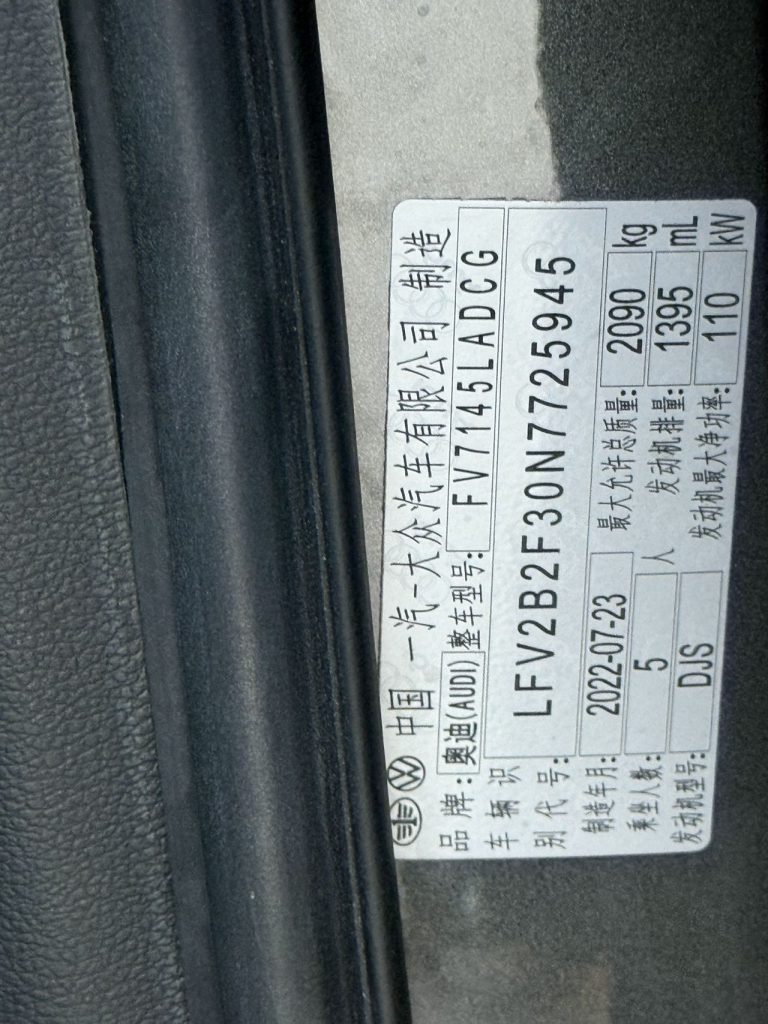 中国 一汽-大众汽车有限公司 制造
品牌: 奥迪(AUDI) 整车型号: FV7145LADCG
车辆识别代号: LFV2B2F30N7725945
制造年月: 2022-07-23 最大允许总质量: 2090 kg
乘坐人数: 5 人 发动机排量: 1395 mL
发动机型号: DJS 发动机最大净功率: 110 kW